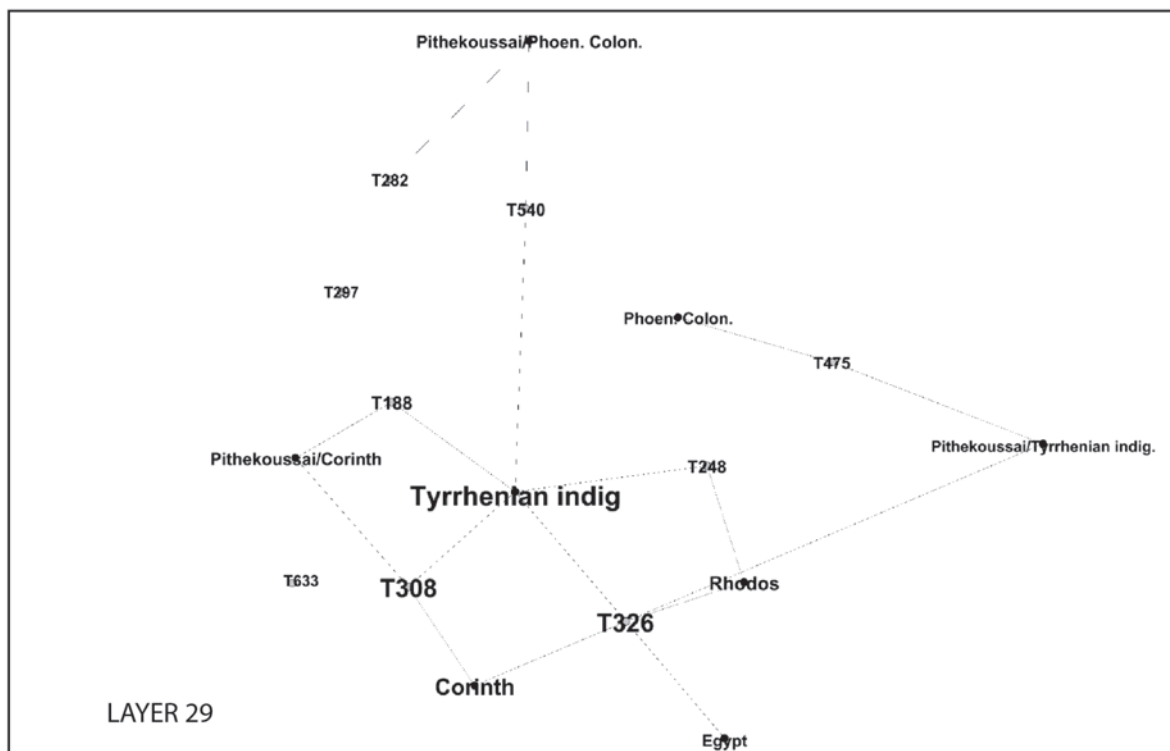 Pithekoussai/Phoen. Colon.
T282
T540
T297
Phoen. Colon.
T475
T188
Pithekoussai/Corinth
Pithekoussai/Tyrrhenian indig.
T248
Tyrrhenian indig
T633
T308
Rhodos
T326
Corinth
LAYER 29
Egypt